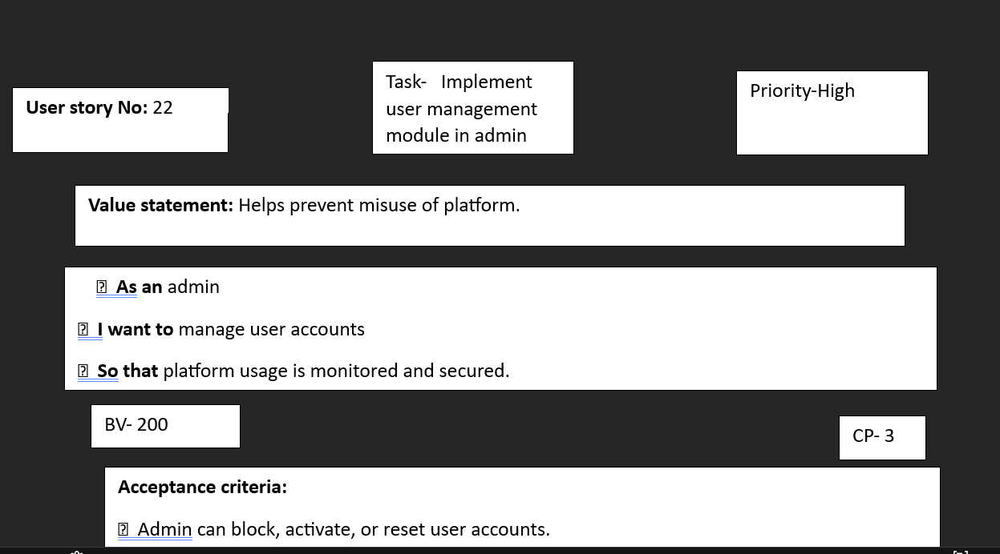 User story No: 22
Task- Implement
user management
module in admin
Priority-High
Value statement: Helps prevent misuse of platform.
As an admin
I want to manage user accounts
So that platform usage is monitored and secured.
BV- 200
CP- 3
Acceptance criteria:
Admin can block, activate, or reset user accounts.